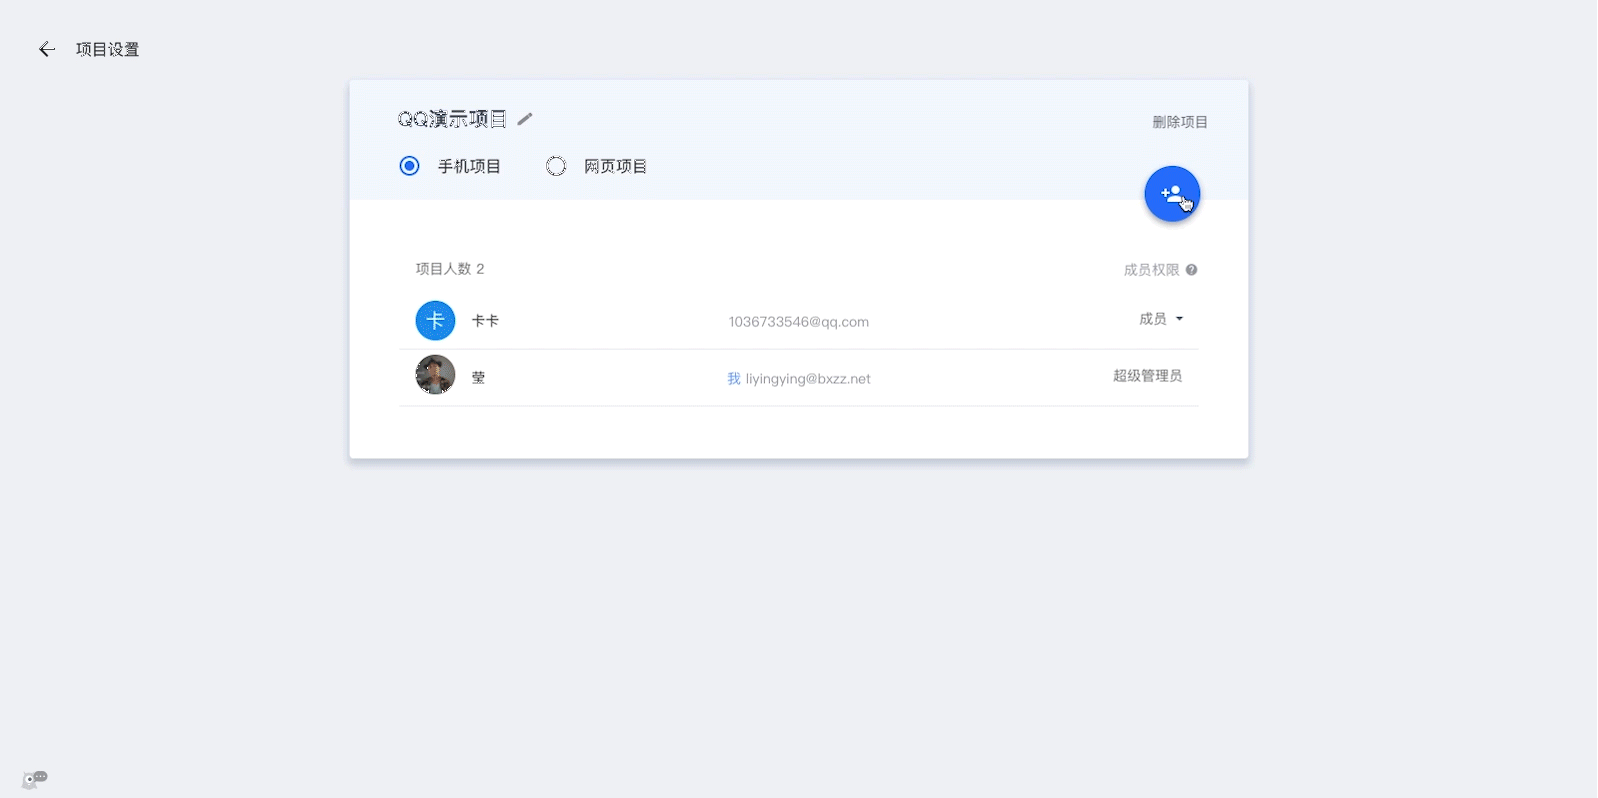 项目设置
QQ演示项目
删除项目
手机项目 网页项目
项目人数 2
成员权限 ?
卡 卡卡 1036733546@qq.com 成员
莹 我 liyingying@bxzz.net 超级管理员